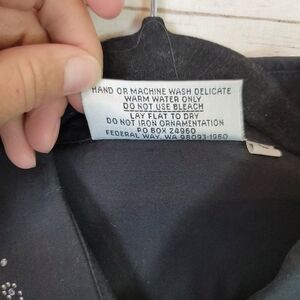 HAND OR MACHINE WASH DELICATE
WARM WATER ONLY
DO NOT USE BLEACH
LAY FLAT TO DRY
DO NOT IRON ORNAMENTATION
PO BOX 24960
FEDERAL WAY, WA 98093-1960